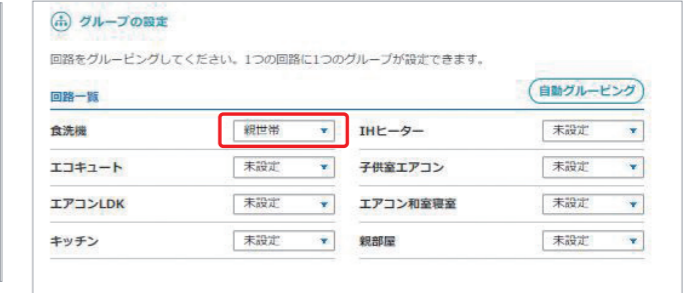 グループの設定
回路をグルーピングしてください。1つの回路に1つのグループが設定できます。
回路一覧 自動グルーピング
食洗機 親世帯 IHヒーター 未設定
エコキュート 未設定 子供室エアコン 未設定
エアコンLDK 未設定 エアコン和室寝室 未設定
キッチン 未設定 親部屋 未設定